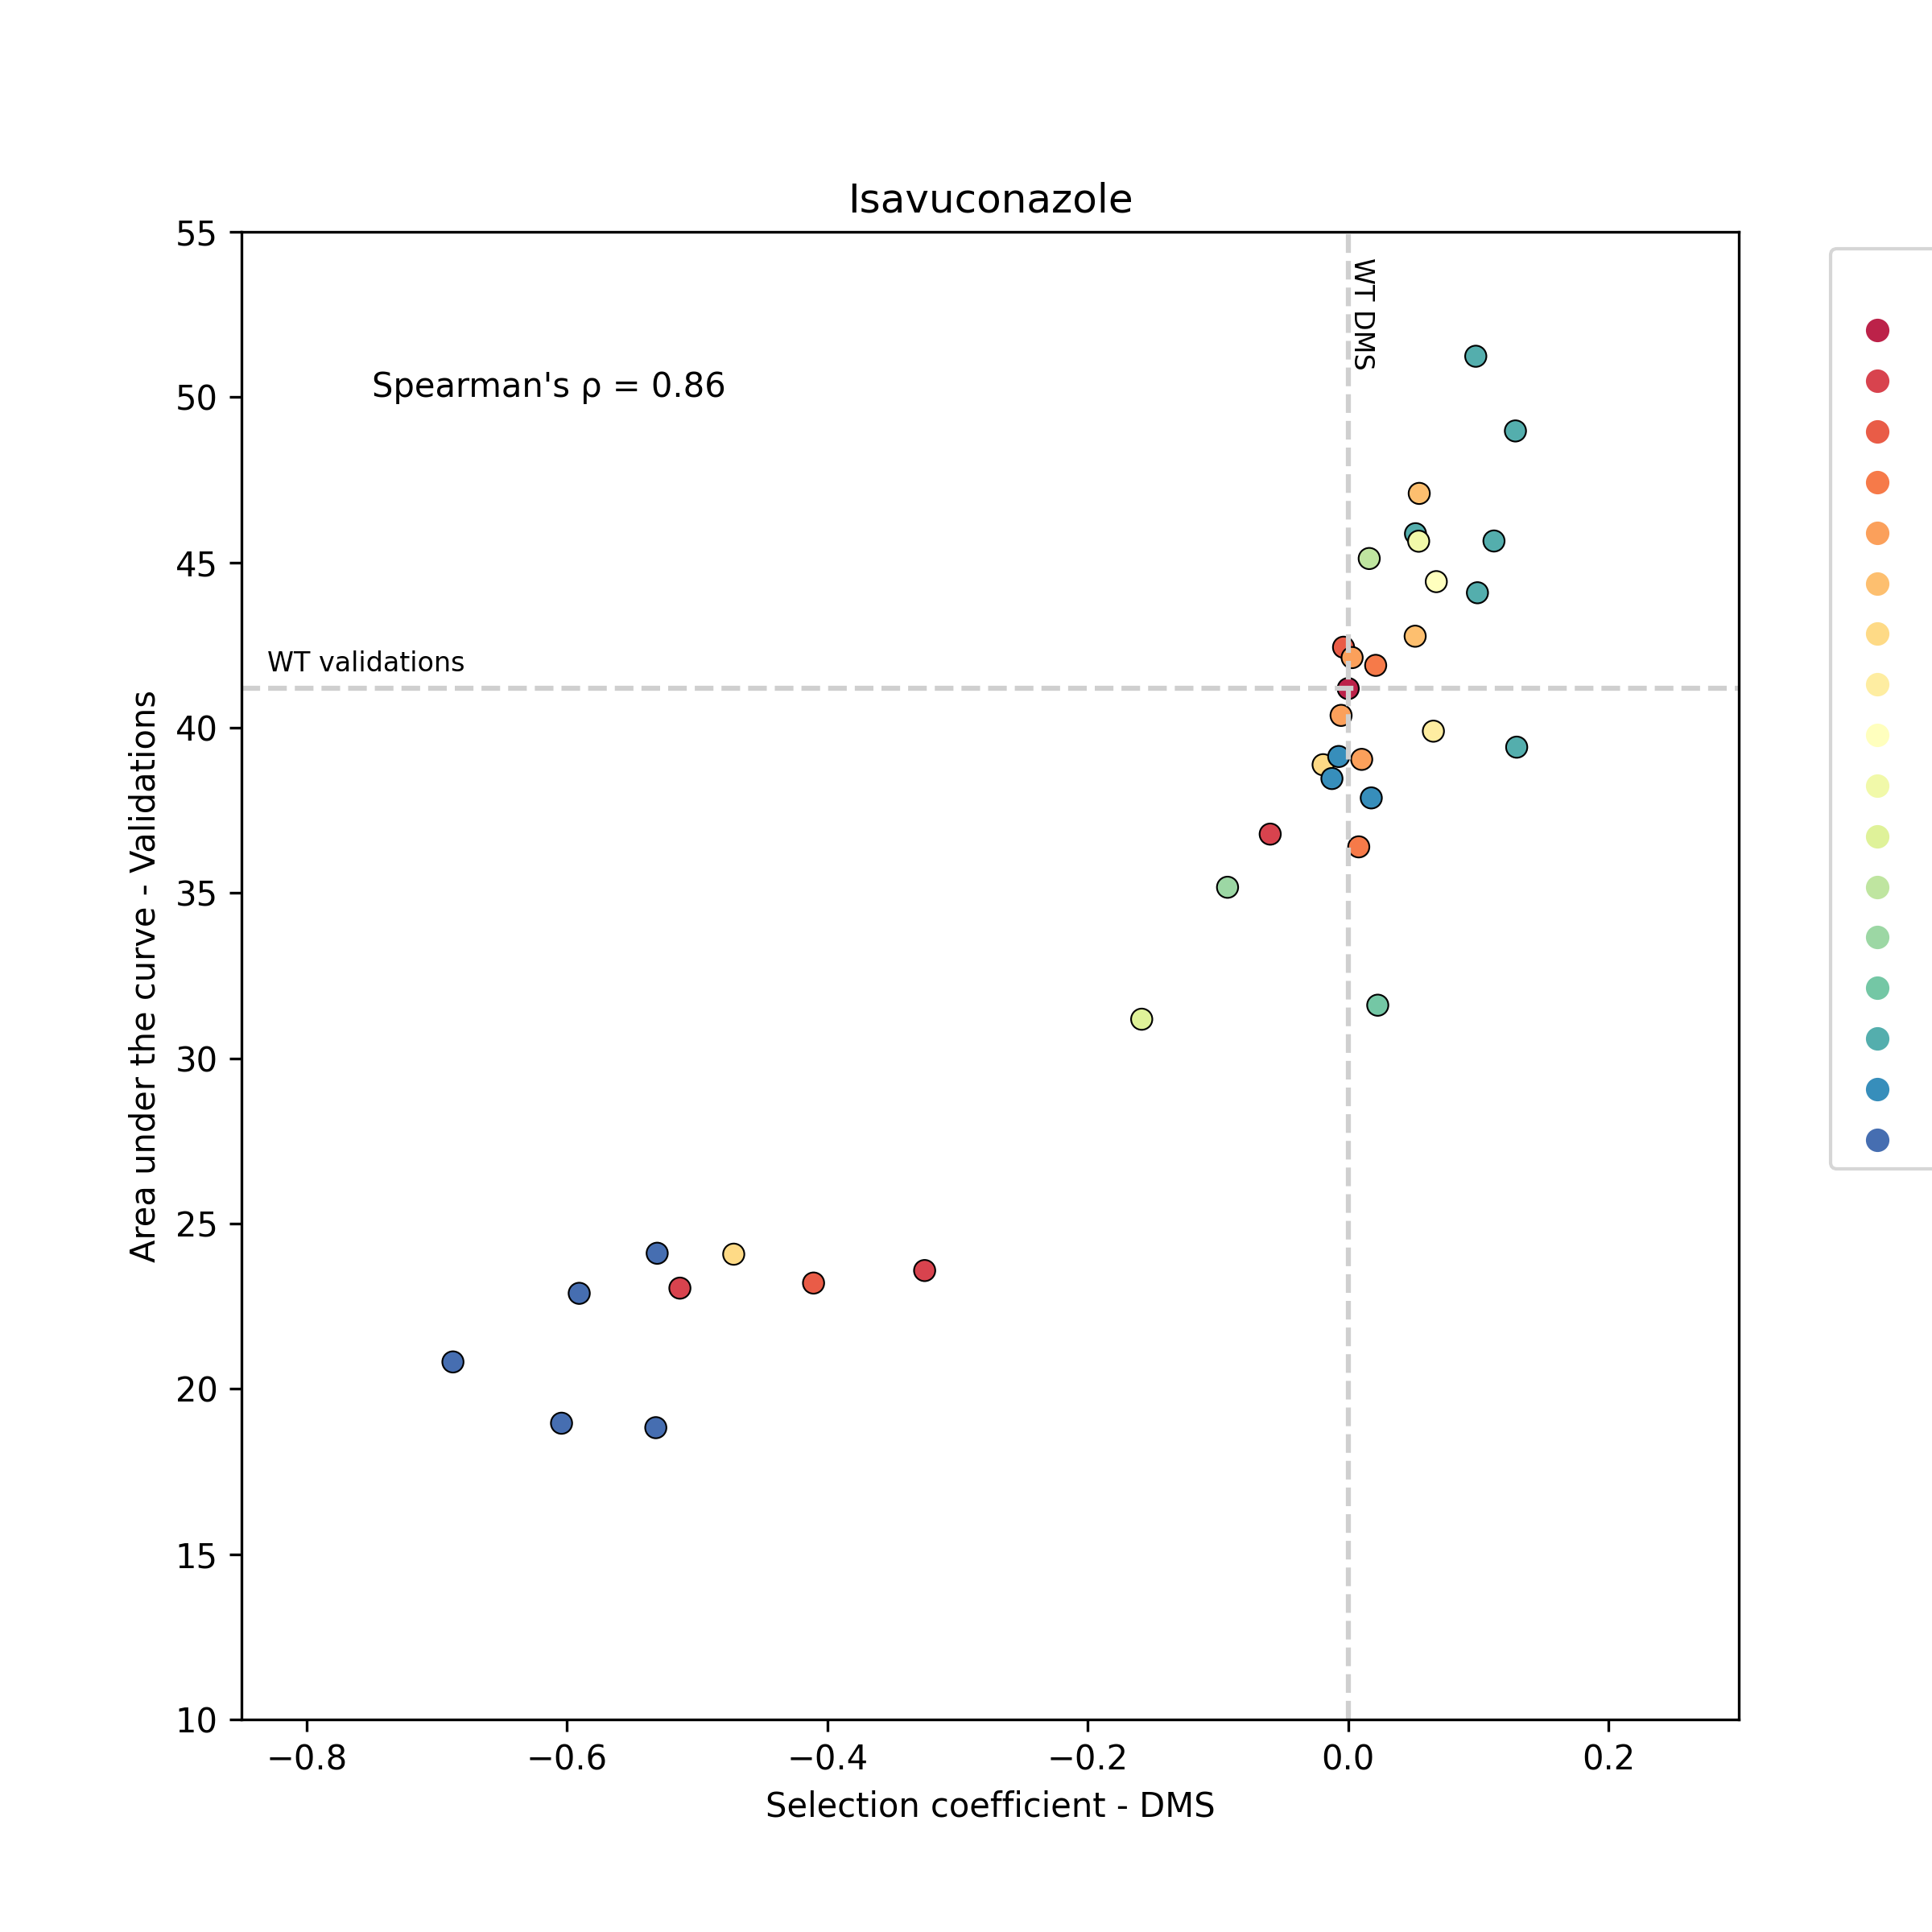 Isavuconazole
55
50
45
40
35
30
25
20
15
10
Area under the curve - Validations
Spearman's ρ = 0.86
WT validations
WT DMS
−0.8 −0.6 −0.4 −0.2 0.0 0.2
Selection coefficient - DMS